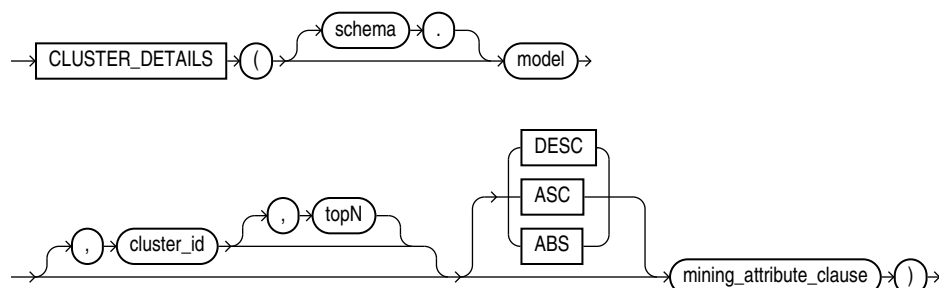 schema .
CLUSTER_DETAILS ( model
DESC
, topN ASC
, cluster_id ABS
mining_attribute_clause )